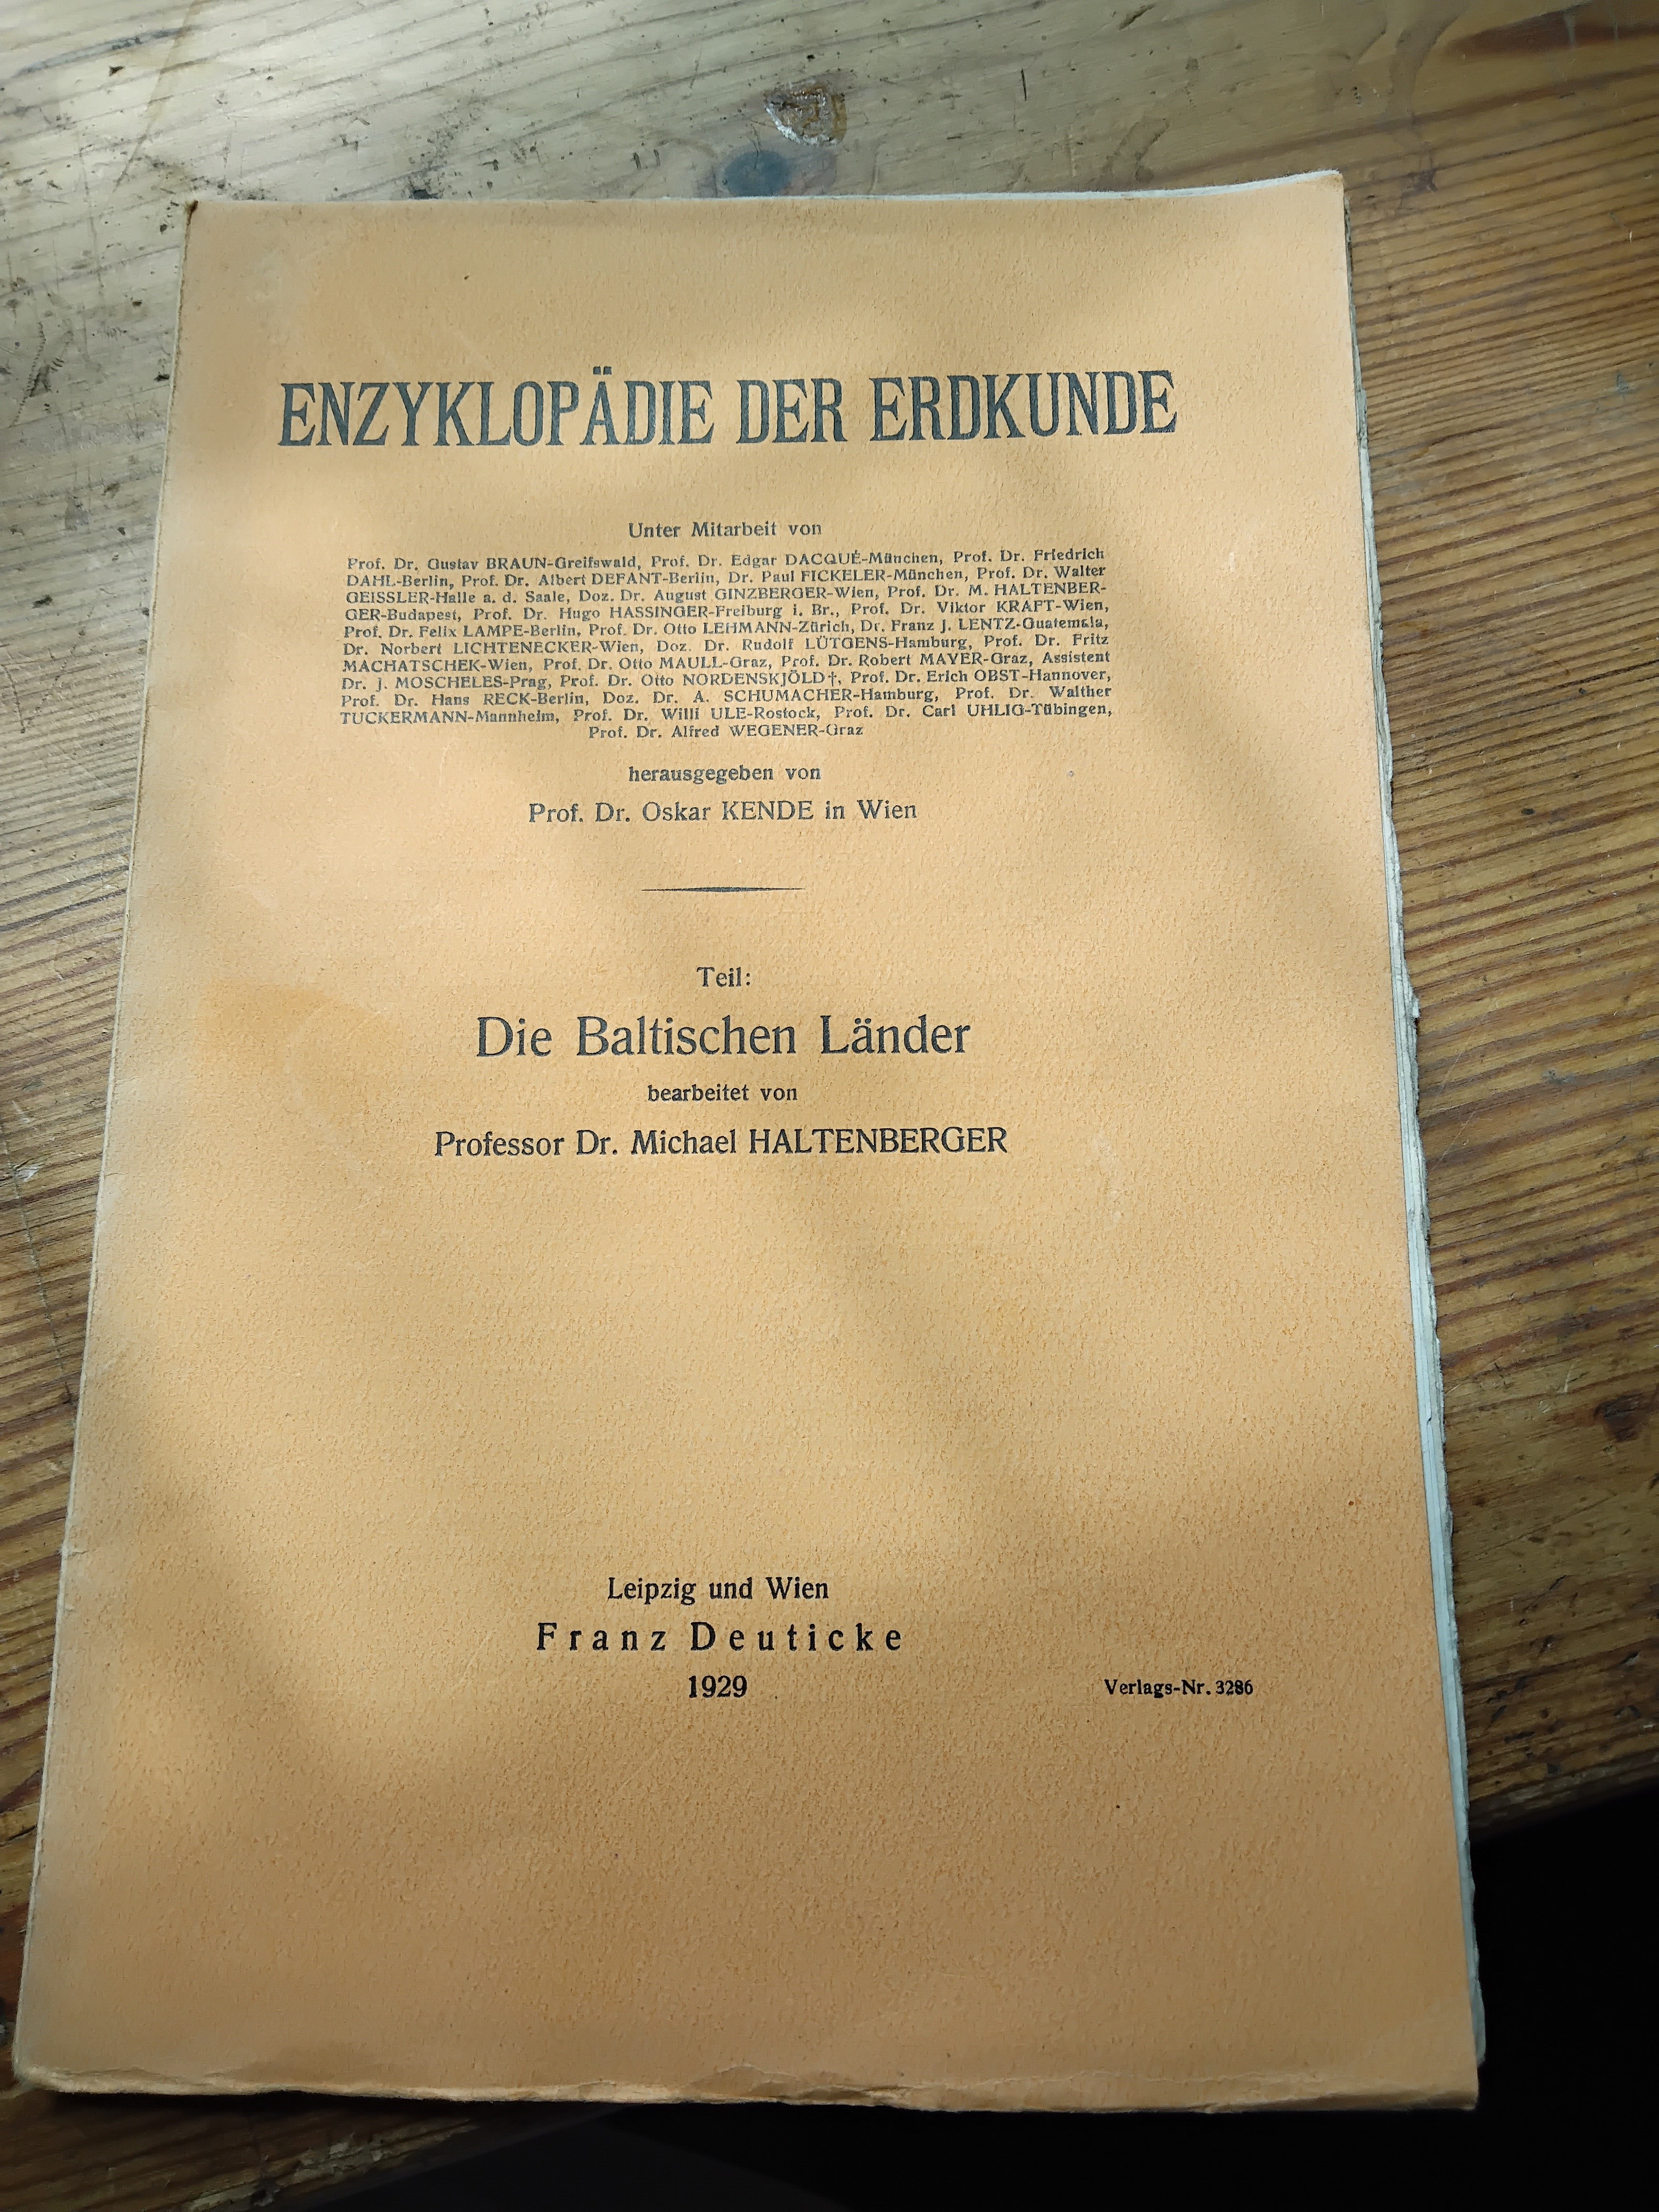 ENZYKLOPÄDIE DER ERDKUNDE
Unter Mitarbeit von
Prof. Dr. Gustav BRAUN-Greifswald, Prof. Dr. Edgar DACQUÉ-München, Prof. Dr. Friedrich
DAHL-Berlin, Prof. Dr. Albert DEFANT-Berlin, Dr. Paul FICKELER-München, Prof. Dr. Walter
GEISSLER-Halle a. d. Saale, Doz. Dr. August GINZBERGER-Wien, Prof. Dr. M. HALTENBER-
GER-Budapest, Prof. Dr. Hugo HASSINGER-Freiburg i. Br., Prof. Dr. Viktor KRAFT-Wien,
Prof. Dr. Felix LAMPE-Berlin, Prof. Dr. Otto LEHMANN-Zürich, Dr. Franz J. LENTZ-Guatemala,
Dr. Norbert LICHTENECKER-Wien, Doz. Dr. Rudolf LÜTGENS-Hamburg, Prof. Dr. Fritz
MACHATSCHEK-Wien, Prof. Dr. Otto MAULL-Graz, Prof. Dr. Robert MAYER-Graz, Assistent
Dr. J. MOSCHELES-Prag, Prof. Dr. Otto NORDENSKJÖLD†, Prof. Dr. Erich OBST-Hannover,
Prof. Dr. Hans RECK-Berlin, Doz. Dr. A. SCHUMACHER-Hamburg, Prof. Dr. Walther
TUCKERMANN-Mannheim, Prof. Dr. Willi ULE-Rostock, Prof. Dr. Carl UHLIG-Tübingen,
Prof. Dr. Alfred WEGENER-Graz
herausgegeben von
Prof. Dr. Oskar KENDE in Wien
Teil:
Die Baltischen Länder
bearbeitet von
Professor Dr. Michael HALTENBERGER
Leipzig und Wien
Franz Deuticke
1929
Verlags-Nr. 3286